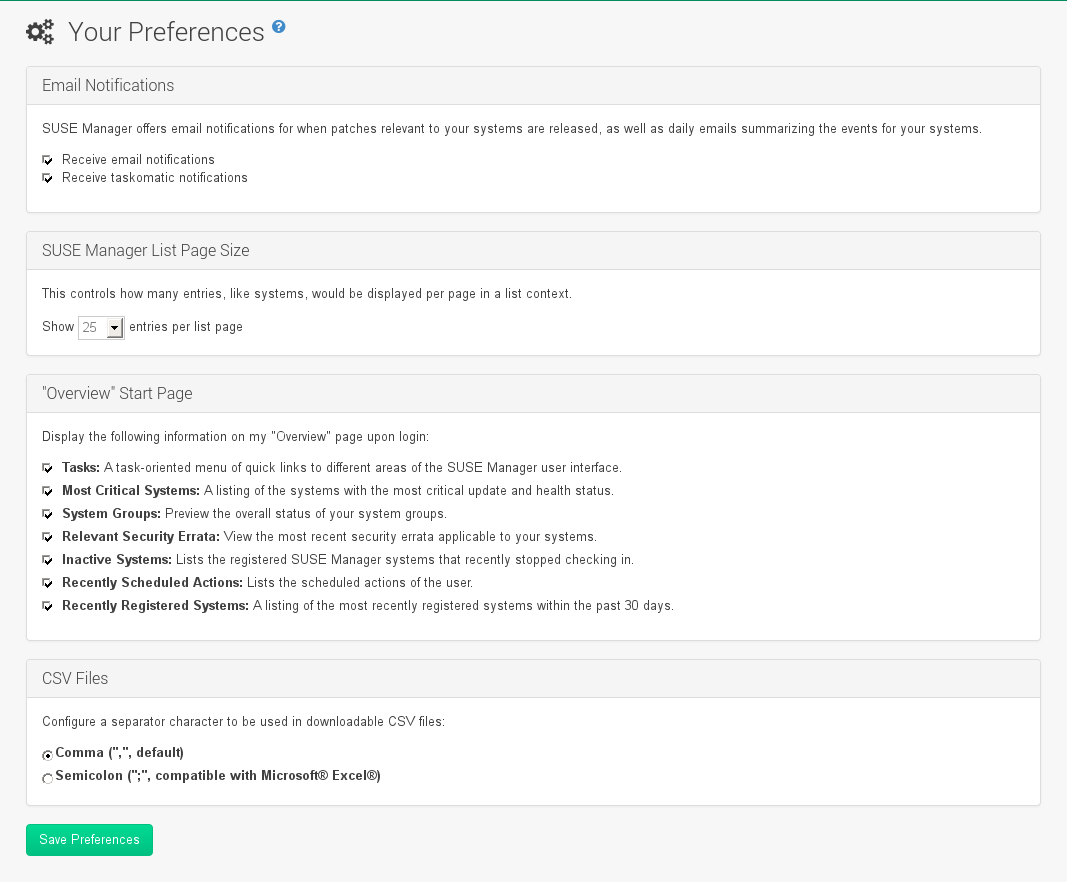 Your Preferences ?
Email Notifications
SUSE Manager offers email notifications for when patches relevant to your systems are released, as well as daily emails summarizing the events for your systems.
Receive email notifications
Receive taskomatic notifications
SUSE Manager List Page Size
This controls how many entries, like systems, would be displayed per page in a list context.
Show 25 entries per list page
"Overview" Start Page
Display the following information on my "Overview" page upon login:
Tasks: A task-oriented menu of quick links to different areas of the SUSE Manager user interface.
Most Critical Systems: A listing of the systems with the most critical update and health status.
System Groups: Preview the overall status of your system groups.
Relevant Security Errata: View the most recent security errata applicable to your systems.
Inactive Systems: Lists the registered SUSE Manager systems that recently stopped checking in.
Recently Scheduled Actions: Lists the scheduled actions of the user.
Recently Registered Systems: A listing of the most recently registered systems within the past 30 days.
CSV Files
Configure a separator character to be used in downloadable CSV files:
Comma (",", default)
Semicolon (";", compatible with Microsoft® Excel®)
Save Preferences